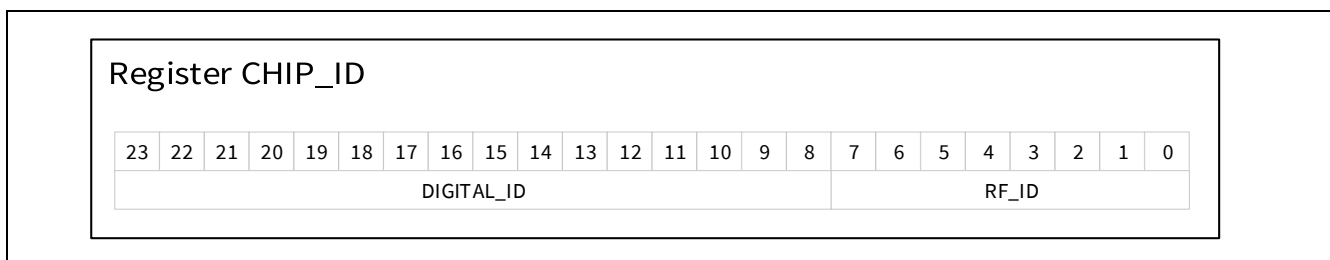 Register CHIP_ID
23 22 21 20 19 18 17 16 15 14 13 12 11 10 9 8 7 6 5 4 3 2 1 0
DIGITAL_ID RF_ID